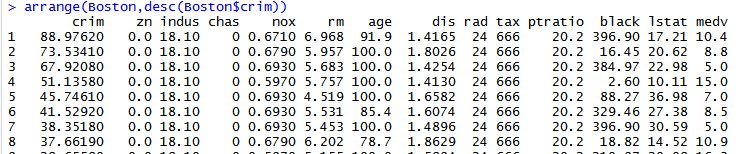 > arrange(Boston,desc(Boston$crim))
crim zn indus chas nox rm age dis rad tax ptratio black lstat medv
1 88.97620 0.0 18.10 0 0.6710 6.968 91.9 1.4165 24 666 20.2 396.90 17.21 10.4
2 73.53410 0.0 18.10 0 0.6790 5.957 100.0 1.8026 24 666 20.2 16.45 20.62 8.8
3 67.92080 0.0 18.10 0 0.6930 5.683 100.0 1.4254 24 666 20.2 384.97 22.98 5.0
4 51.13580 0.0 18.10 0 0.5970 5.757 100.0 1.4130 24 666 20.2 2.60 10.11 15.0
5 45.74610 0.0 18.10 0 0.6930 4.519 100.0 1.6582 24 666 20.2 88.27 36.98 7.0
6 41.52920 0.0 18.10 0 0.6930 5.531 85.4 1.6074 24 666 20.2 329.46 27.38 8.5
7 38.35180 0.0 18.10 0 0.6930 5.453 100.0 1.4896 24 666 20.2 396.90 30.59 5.0
8 37.66190 0.0 18.10 0 0.6790 6.202 78.7 1.8629 24 666 20.2 18.82 14.52 10.9